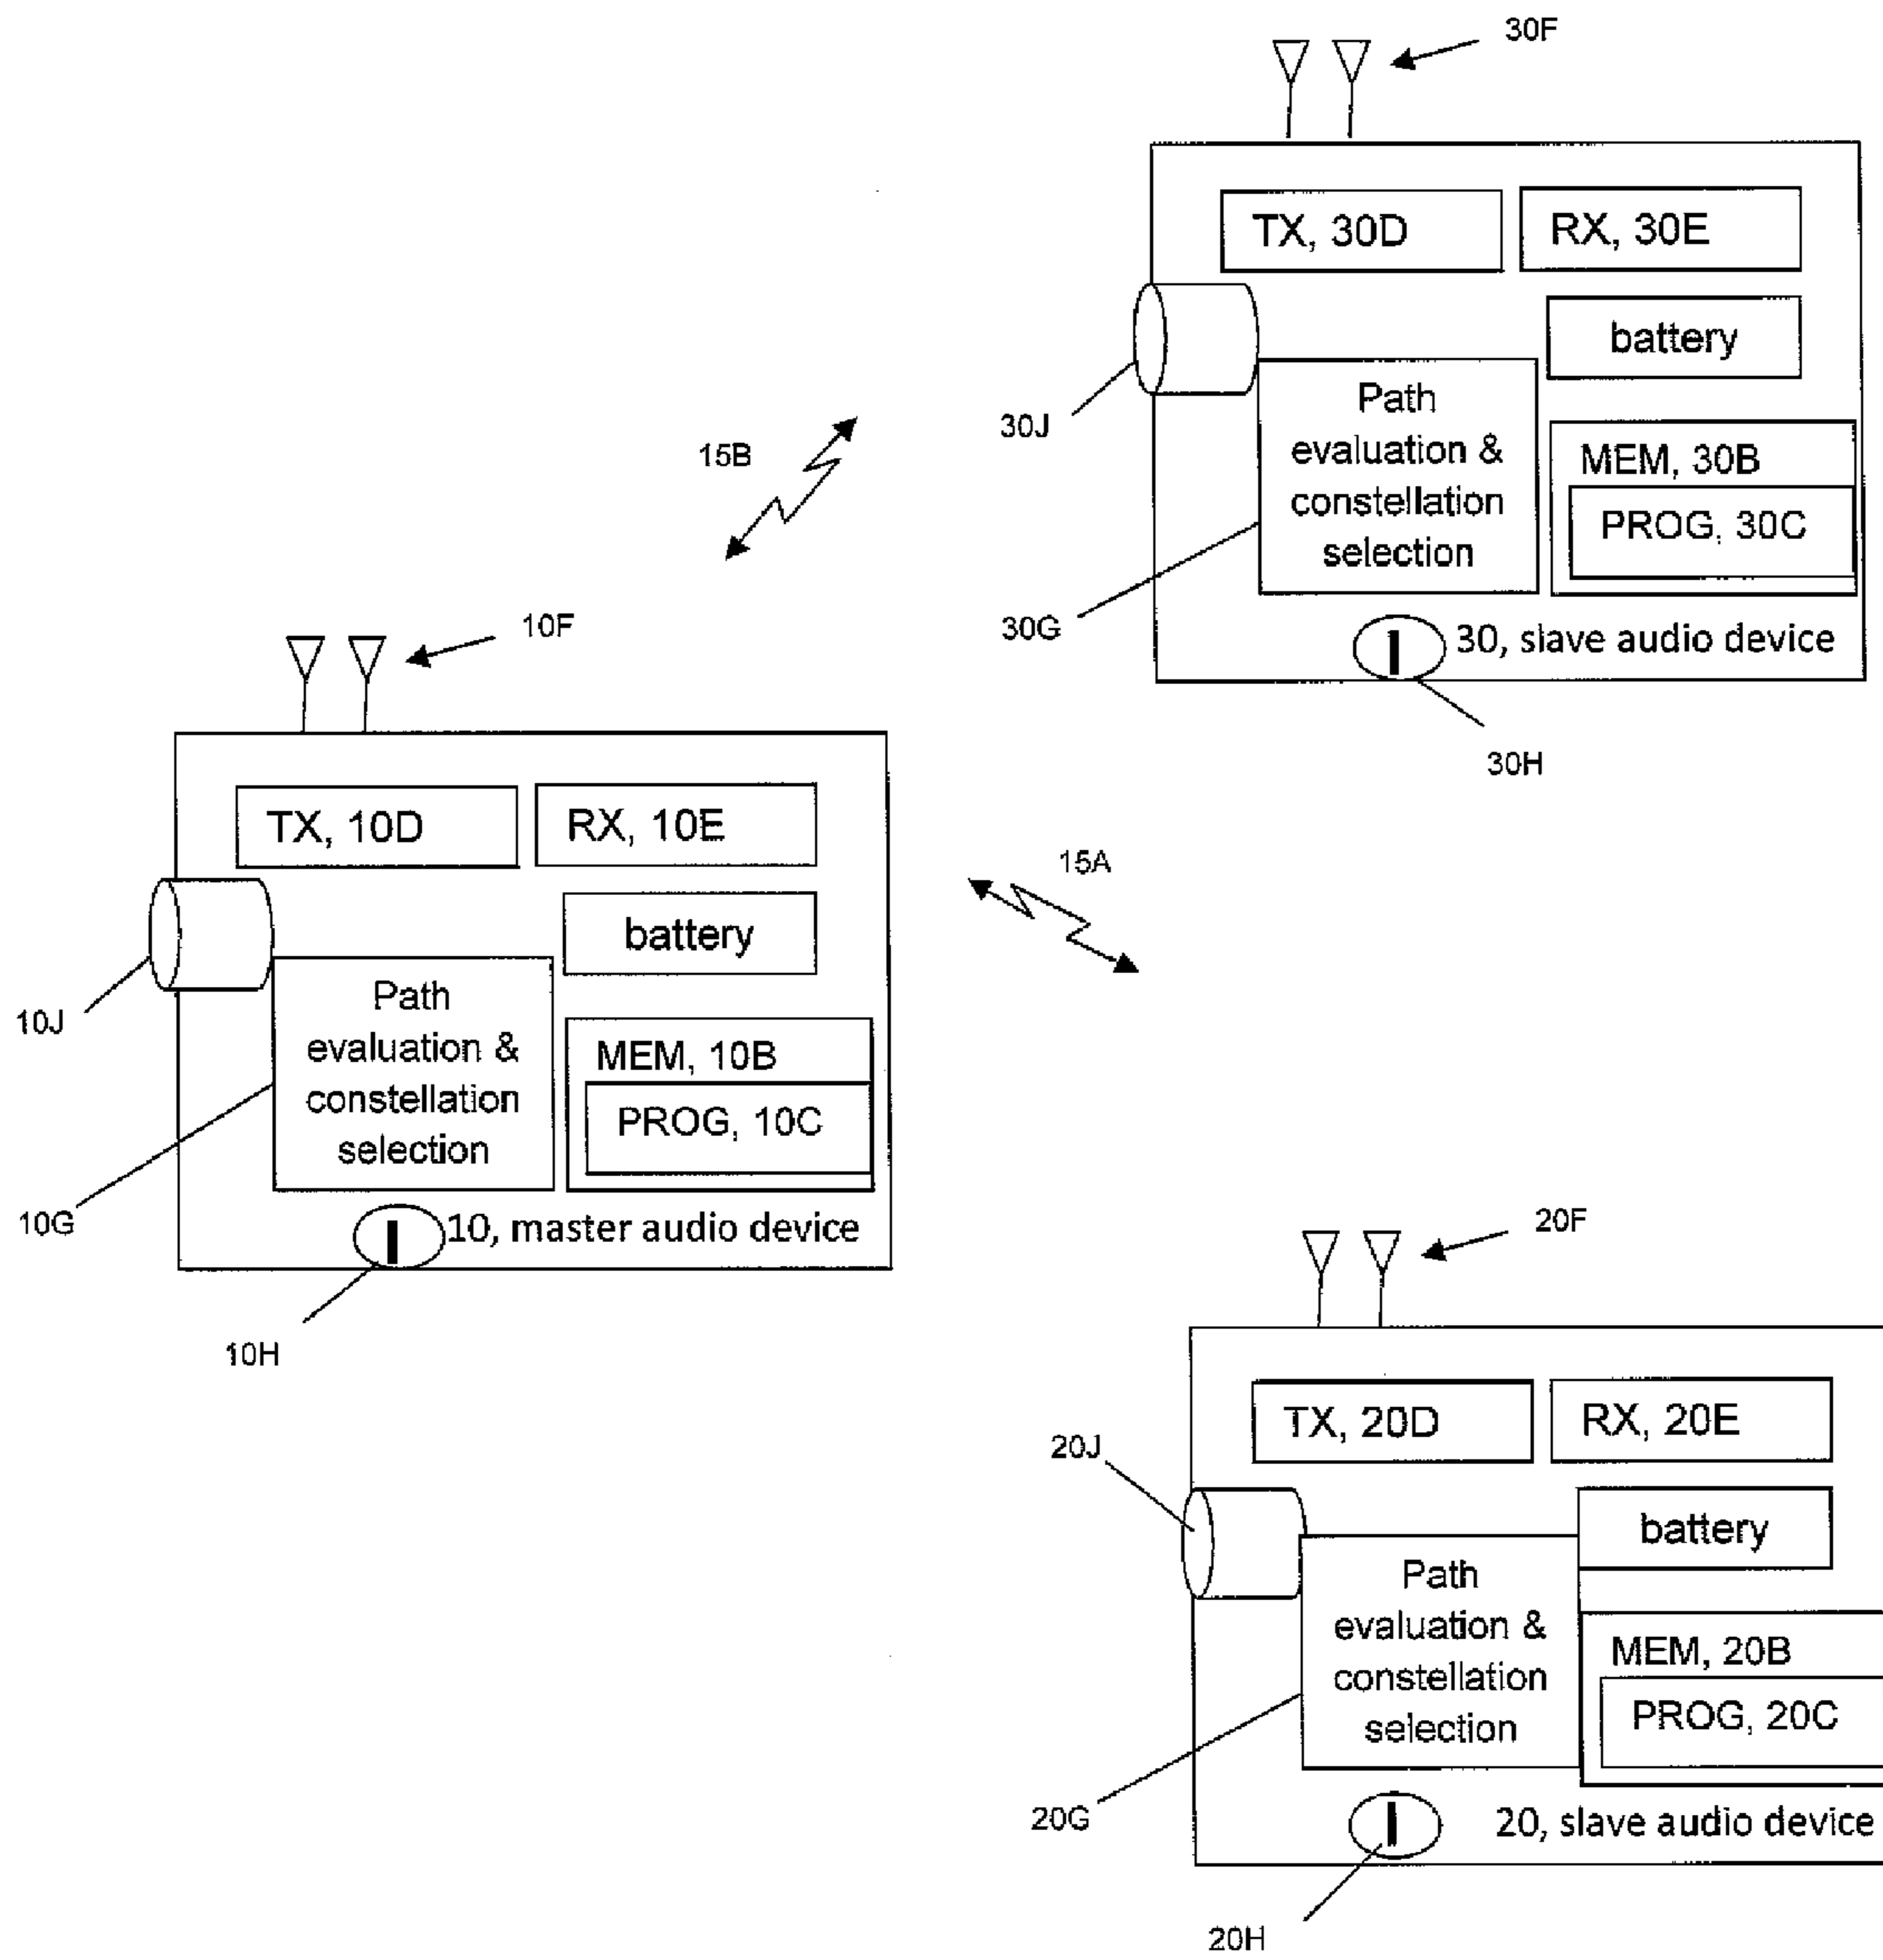 30F
TX, 30D
RX, 30E
battery
30J
Path
evaluation &
constellation
selection
MEM, 30B
PROG, 30C
30G
30, slave audio device
30H
15B
10F
TX, 10D
RX, 10E
battery
10J
Path
evaluation &
constellation
selection
MEM, 10B
PROG, 10C
10G
10, master audio device
10H
15A
20F
TX, 20D
RX, 20E
20J
battery
Path
evaluation &
constellation
selection
MEM, 20B
PROG, 20C
20G
20, slave audio device
20H